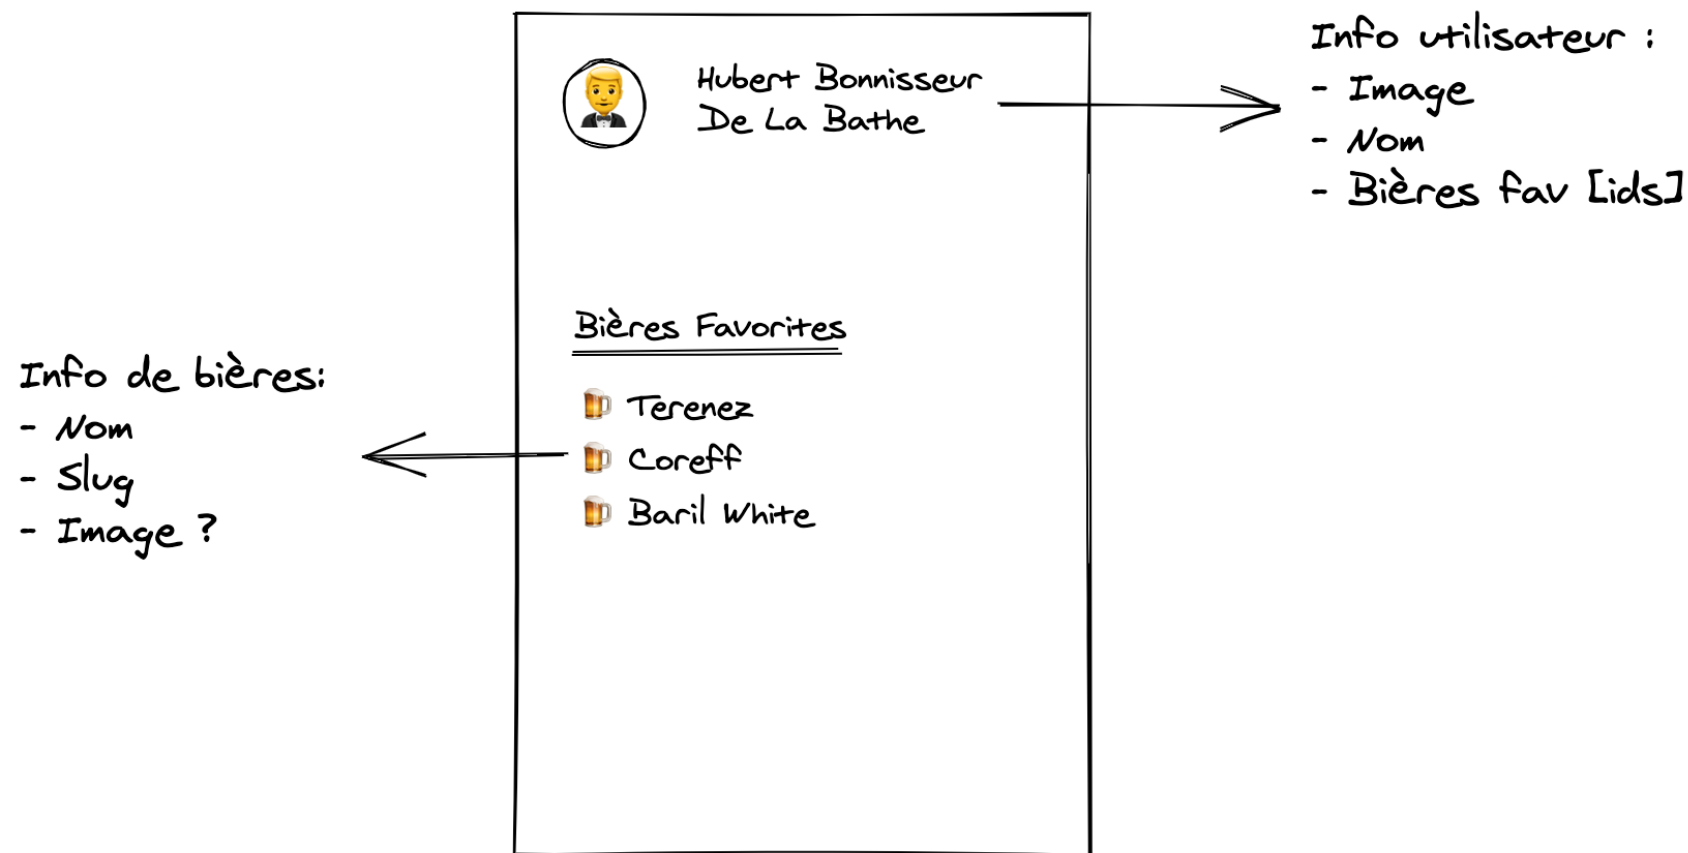 Hubert Bonnisseur
De La Bathe
Info utilisateur :
- Image
- Nom
- Bières fav [ids]
Bières Favorites
Terenez
Coreff
Baril White
Info de bières:
- Nom
- Slug
- Image ?